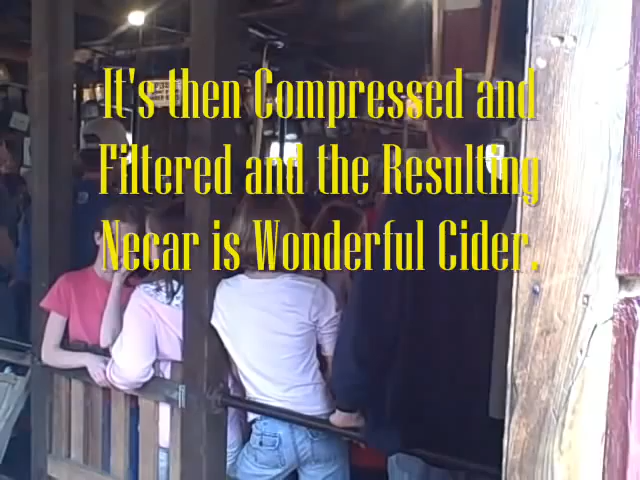 It's then Compressed and
Filtered and the Resulting
Necar is Wonderful Cider.